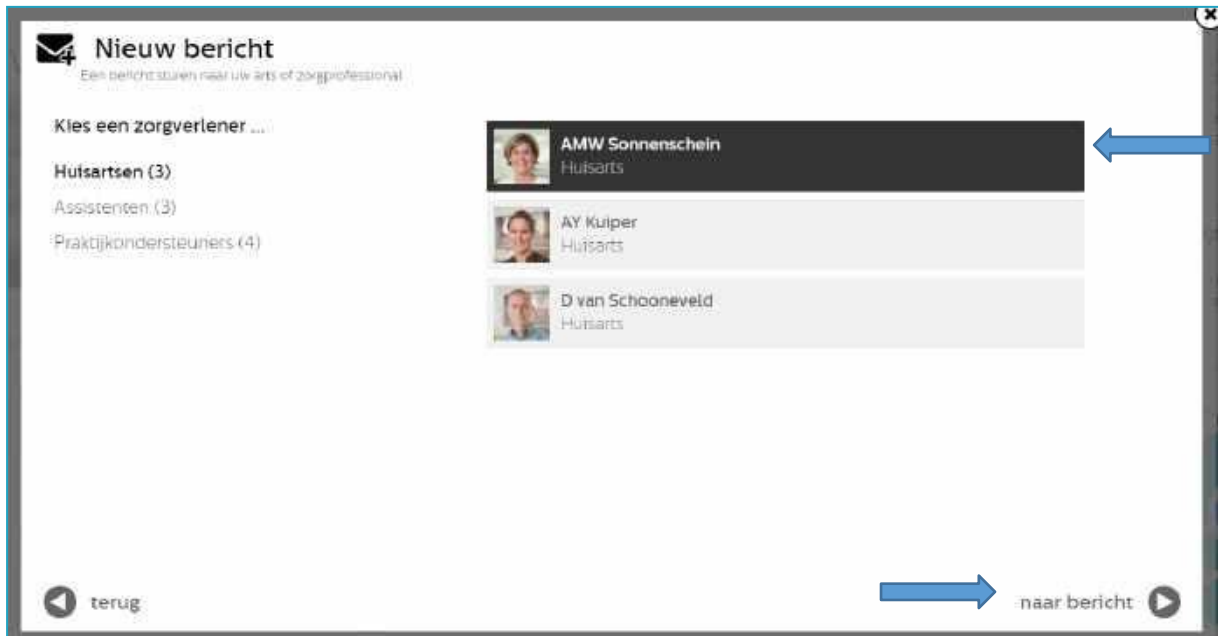 Nieuw bericht
Een bericht sturen naar uw arts of zorgprofessional
Kies een zorgverlener ...
Huisartsen (3)
Assistenten (3)
Praktijkondersteuners (4)
AMW Sonnenschein
Huisarts
AY Kuiper
Huisarts
D van Schooneveld
Huisarts
terug
naar bericht